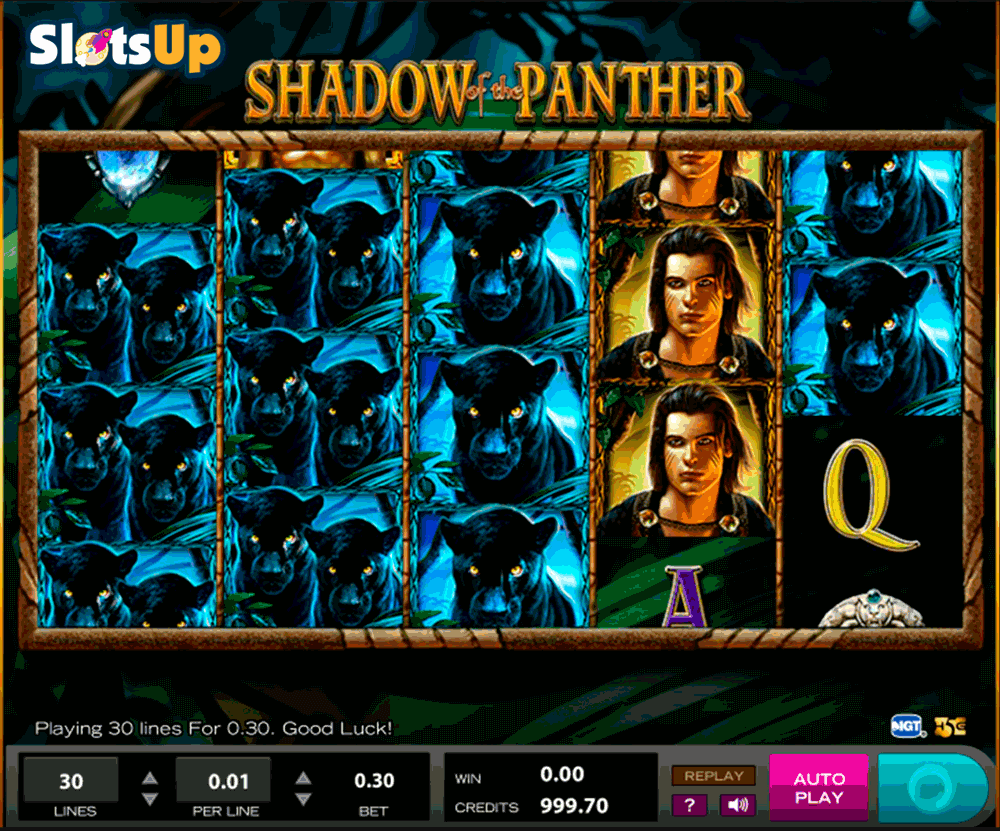 SlotsUp
SHADOW of the PANTHER
Q
A
Playing 30 lines For 0.30. Good Luck!
IGT
30
0.01
0.30
LINES
PER LINE
BET
WIN
0.00
CREDITS
999.70
REPLAY
?
AUTO
PLAY